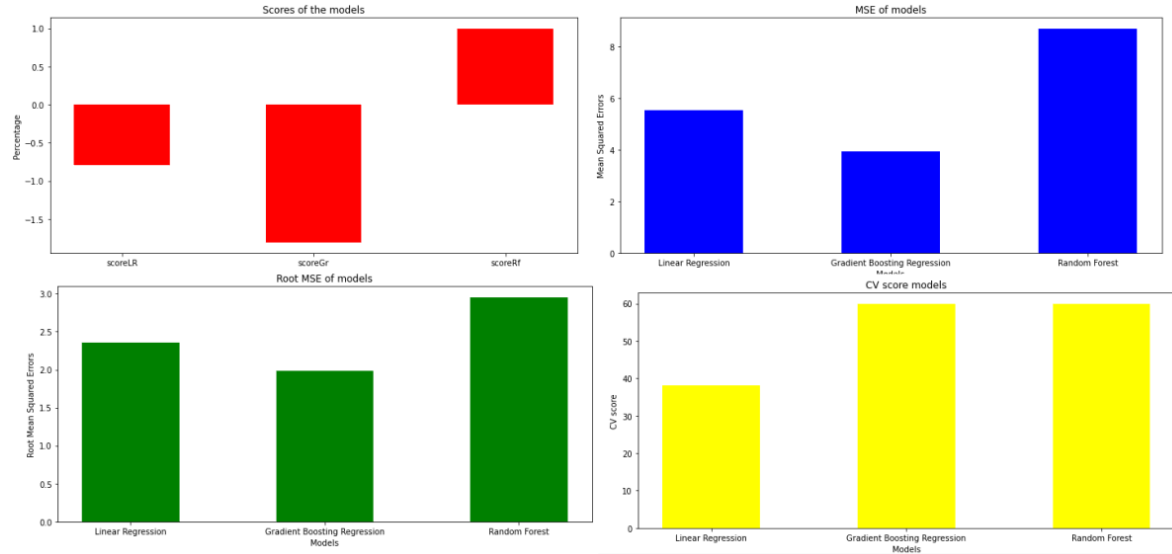 Scores of the models
1.0
0.5
0.0
−0.5
−1.0
−1.5
Percentage
scoreLR scoreGr scoreRf
MSE of models
8
6
4
2
0
Mean Squared Errors
Linear Regression Gradient Boosting Regression Random Forest
Models
Root MSE of models
3.0
2.5
2.0
1.5
1.0
0.5
0.0
Root Mean Squared Errors
Linear Regression Gradient Boosting Regression Random Forest
Models
CV score models
60
50
40
30
20
10
0
CV score
Linear Regression Gradient Boosting Regression Random Forest
Models